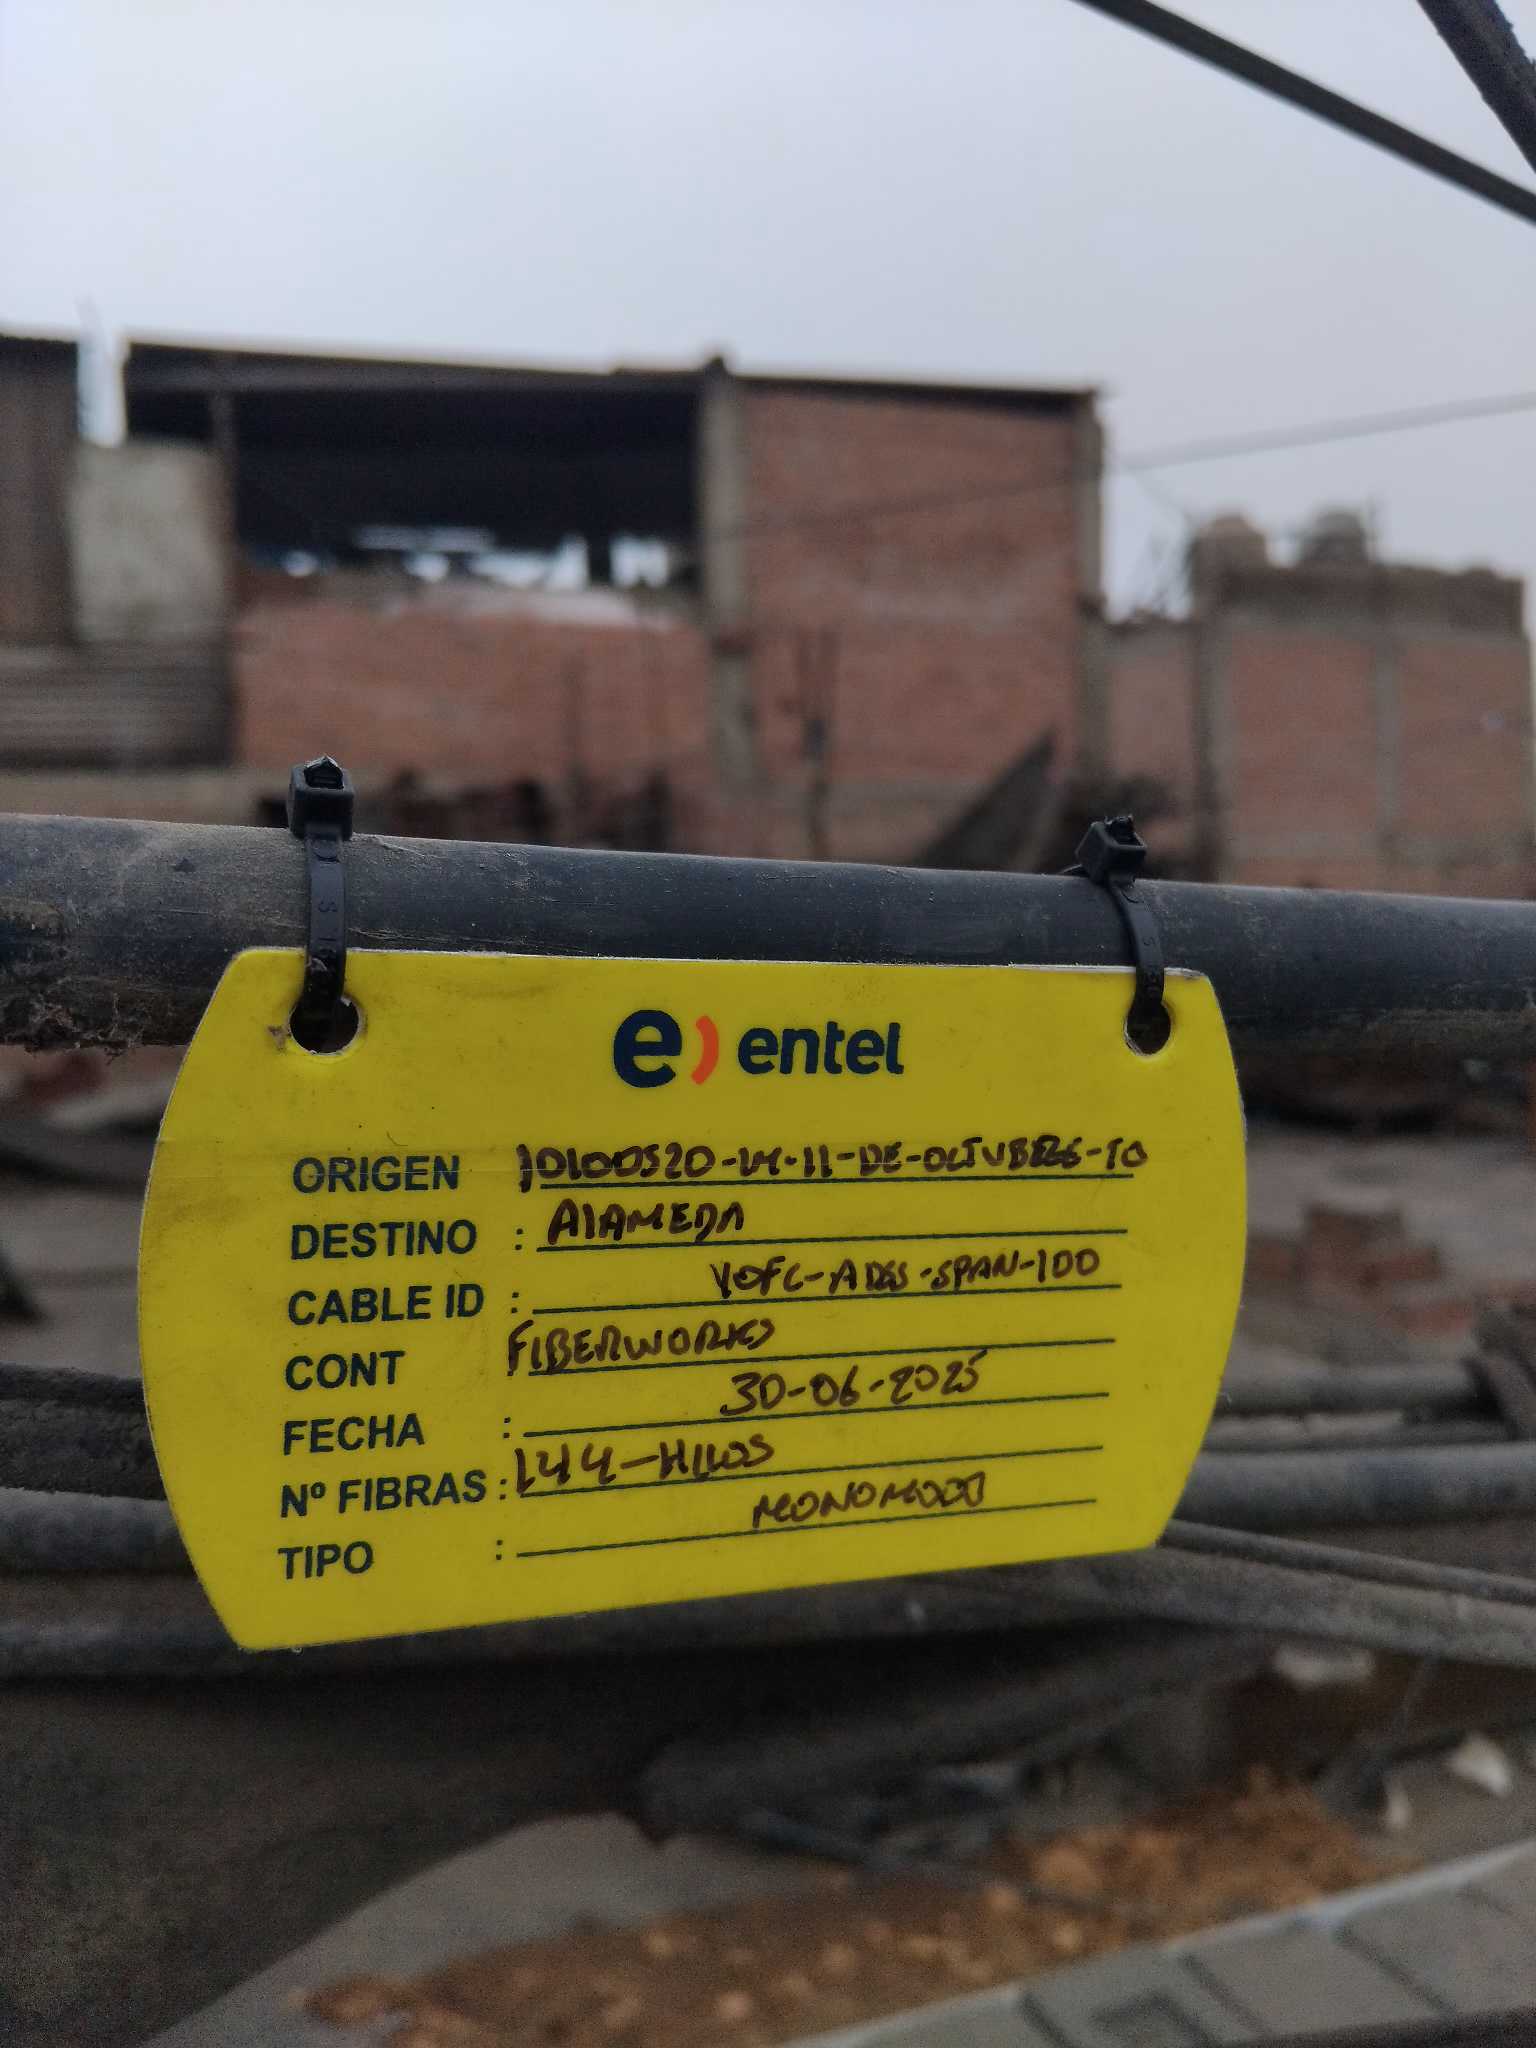 e) entel
ORIGEN 10100520-LM-11-DE-OCTUBRE-TO
DESTINO : ALAMEDA
CABLE ID : YOFC-ADSS-SPAN-100
CONT : FIBERWORKS
FECHA : 30-06-2025
Nº FIBRAS : 144-HILOS
TIPO : MONOMODO